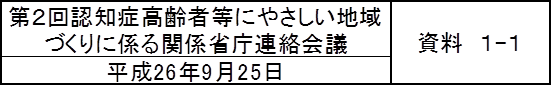 第２回認知症高齢者等にやさしい地域
づくりに係る関係省庁連絡会議
平成26年9月25日
資料　1-1